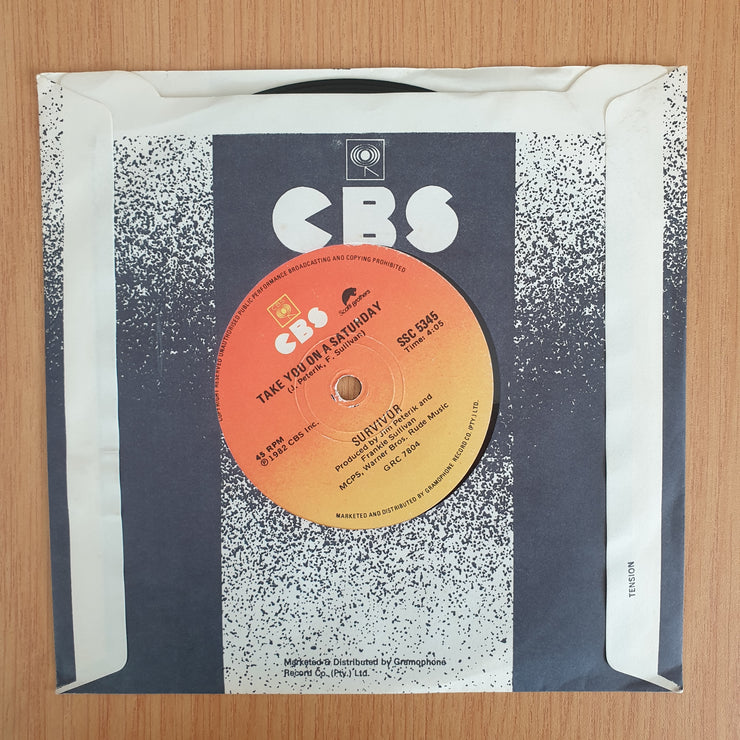 CBS
COPYRIGHT RESERVED UNAUTHORISED PUBLIC PERFORMANCE BROADCASTING AND COPYING PROHIBITED
CBS
Scotti brothers
TAKE YOU ON A SATURDAY
(J. Peterik, F. Sullivan)
SSC 5345
Time: 4:05
45 RPM
℗ 1982 CBS Inc.
SURVIVOR
Produced by Jim Peterik and
Frankie Sullivan
MCPS, Warner Bros, Rude Music
GRC 7804
MARKETED AND DISTRIBUTED BY GRAMOPHONE RECORD CO. (PTY.) LTD.
TENSION
Marketed & Distributed by Gramophone
Record Co. (Pty.) Ltd.